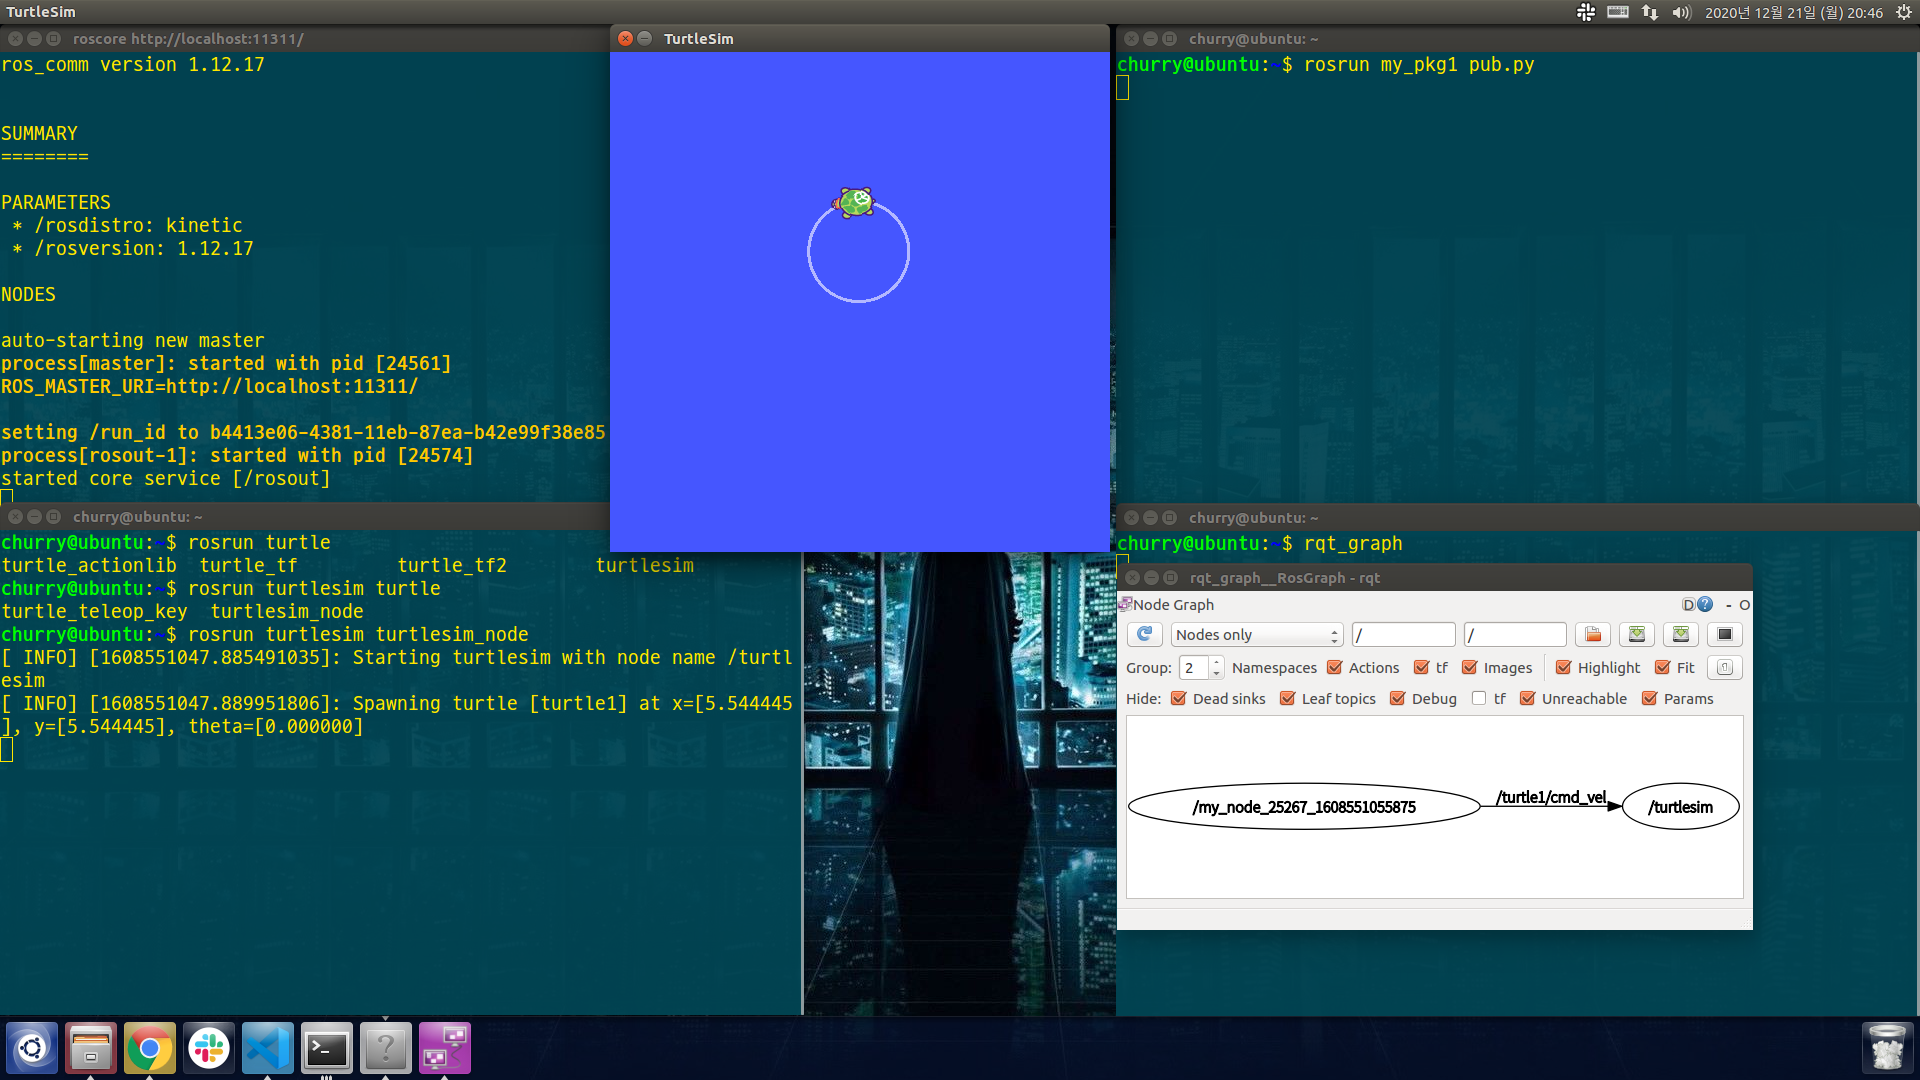 TurtleSim
2020년 12월 21일 (월) 20:46
roscore http://localhost:11311/
ros_comm version 1.12.17
SUMMARY
========
PARAMETERS
* /rosdistro: kinetic
* /rosversion: 1.12.17
NODES
auto-starting new master
process[master]: started with pid [24561]
ROS_MASTER_URI=http://localhost:11311/
setting /run_id to b4413e06-4381-11eb-87ea-b42e99f38e85
process[rosout-1]: started with pid [24574]
started core service [/rosout]
TurtleSim
churry@ubuntu: ~
churry@ubuntu:~$ rosrun my_pkg1 pub.py
churry@ubuntu: ~
churry@ubuntu:~$ rosrun turtle
turtle_actionlib turtle_tf turtle_tf2 turtlesim
churry@ubuntu:~$ rosrun turtlesim turtle
turtle_teleop_key turtlesim_node
churry@ubuntu:~$ rosrun turtlesim turtlesim_node
[ INFO] [1608551047.885491035]: Starting turtlesim with node name /turtl
esim
[ INFO] [1608551047.889951806]: Spawning turtle [turtle1] at x=[5.544445
], y=[5.544445], theta=[0.000000]
churry@ubuntu: ~
churry@ubuntu:~$ rqt_graph
rqt_graph__RosGraph - rqt
Node Graph
D ? - O
Nodes only / /
Group: 2 Namespaces Actions tf Images Highlight Fit
Hide: Dead sinks Leaf topics Debug tf Unreachable Params
/my_node_25267_1608551055875 /turtle1/cmd_vel /turtlesim